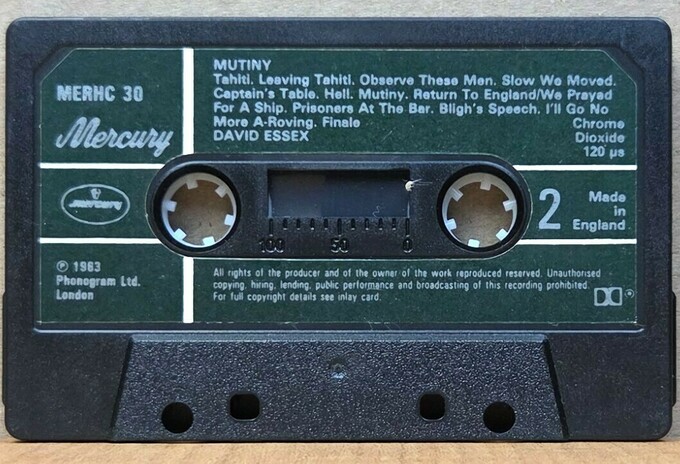 MUTINY
Tahiti. Leaving Tahiti. Observe These Men. Slow We Moved.
Captain's Table. Hell. Mutiny. Return To England/We Prayed
For A Ship. Prisoners At The Bar. Bligh's Speech. I'll Go No
More A-Roving. Finale
DAVID ESSEX
Chrome
Dioxide
120 µs
MERHC 30
Mercury
mercury
2
Made
in
England
100 50 0
℗ 1983
Phonogram Ltd.
London
All rights of the producer and of the owner of the work reproduced reserved. Unauthorised
copying, hiring, lending, public performance and broadcasting of this recording prohibited.
For full copyright details see inlay card.